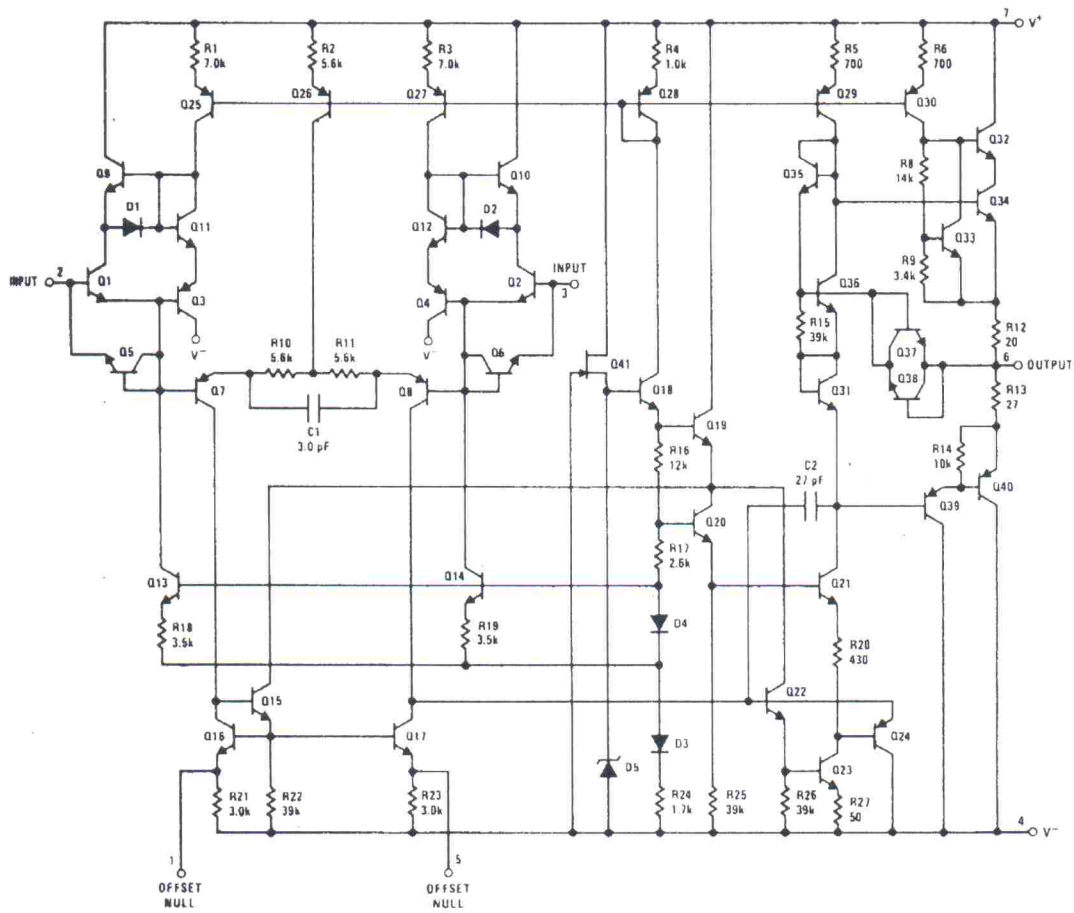 7
V+
R1
7.0k
R2
5.6k
R3
7.0k
R4
1.0k
R5
700
R6
700
Q25
Q26
Q27
Q28
Q29
Q30
Q9
Q10
Q35
R8
14k
Q32
D1
Q11
Q12
D2
Q34
Q33
INPUT
2
Q1
Q3
Q4
Q2
INPUT
3
R9
3.4k
Q36
V-
V-
R15
39k
R12
20
Q5
R10
5.6k
R11
5.6k
Q6
Q41
Q37
Q38
6
OUTPUT
Q7
Q8
Q18
Q31
R13
27
C1
3.0 pF
Q19
R16
12k
R14
10k
C2
27 pF
Q39
Q40
Q20
R17
2.6k
Q13
Q14
Q21
R18
3.5k
R19
3.5k
D4
R20
430
Q15
Q22
Q16
Q17
D3
Q24
D5
Q23
R21
3.0k
R22
39k
R23
3.0k
R24
1.7k
R25
39k
R26
39k
R27
50
4
V-
1
5
OFFSET
NULL
OFFSET
NULL